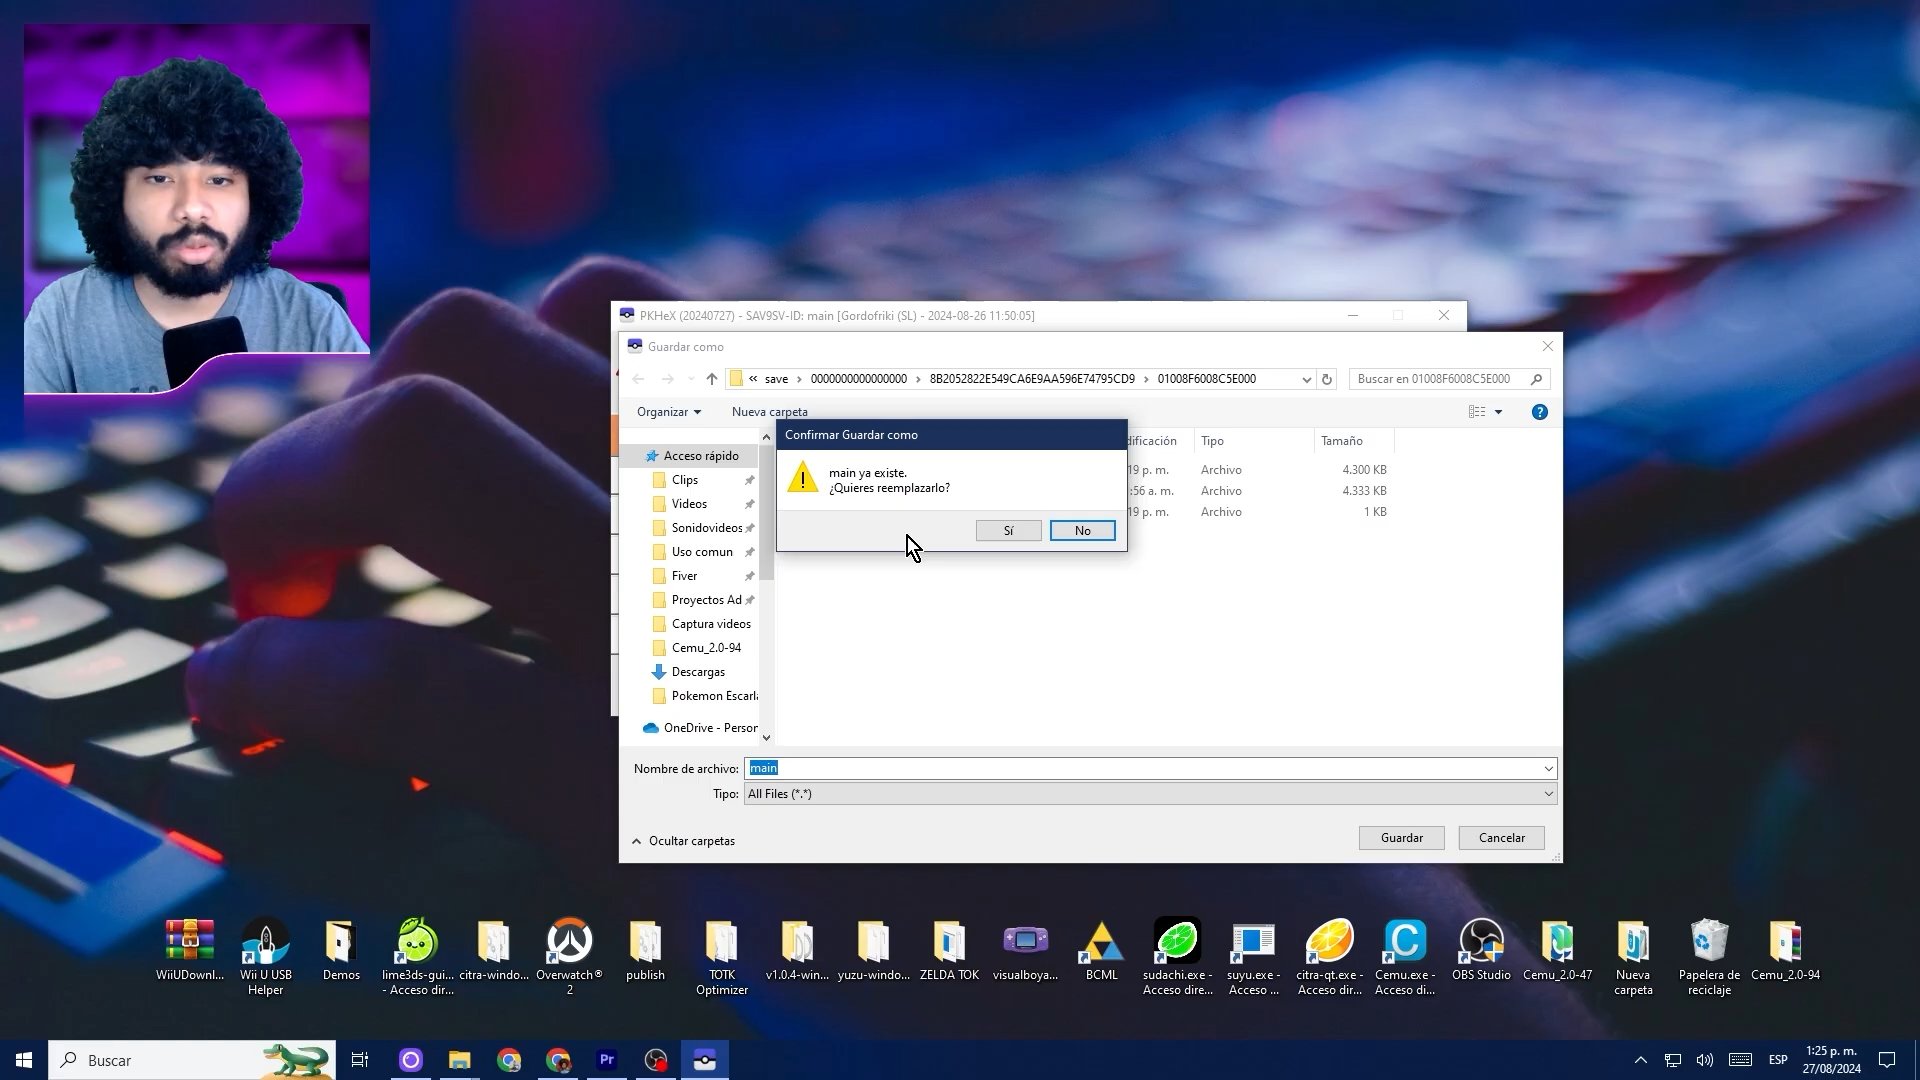 PKHeX (20240727) - SAV9SV-ID: main [Gordofriki (SL) - 2024-08-26 11:50:05]
Guardar como
« save › 0000000000000000 › 8B2052822E549CA6E9AA596E74795CD9 › 01008F6008C5E000
Buscar en 01008F6008C5E000
Organizar
Nueva carpeta
?
Confirmar Guardar como
main ya existe.
¿Quieres reemplazarlo?
Sí
No
dificación
Tipo
Tamaño
19 p. m.
Archivo
4.300 KB
:56 a. m.
Archivo
4.333 KB
19 p. m.
Archivo
1 KB
Acceso rápido
Clips
Videos
Sonidovideos
Uso comun
Fiver
Proyectos Ad
Captura videos
Cemu_2.0-94
Descargas
Pokemon Escarla
OneDrive - Person
Nombre de archivo: main
Tipo: All Files (*.*)
Ocultar carpetas
Guardar
Cancelar
WiiUDownl...
Wii U USB
Helper
Demos
lime3ds-gui...
- Acceso dir...
citra-windo...
Overwatch®
2
publish
TOTK
Optimizer
v1.0.4-win...
yuzu-windo...
ZELDA TOK
visualboya...
BCML
sudachi.exe -
Acceso dire...
suyu.exe -
Acceso ...
citra-qt.exe -
Acceso dir...
Cemu.exe -
Acceso di...
OBS Studio
Cemu_2.0-47
Nueva
carpeta
Papelera de
reciclaje
Cemu_2.0-94
Buscar
Pr
ESP
1:25 p. m.
27/08/2024